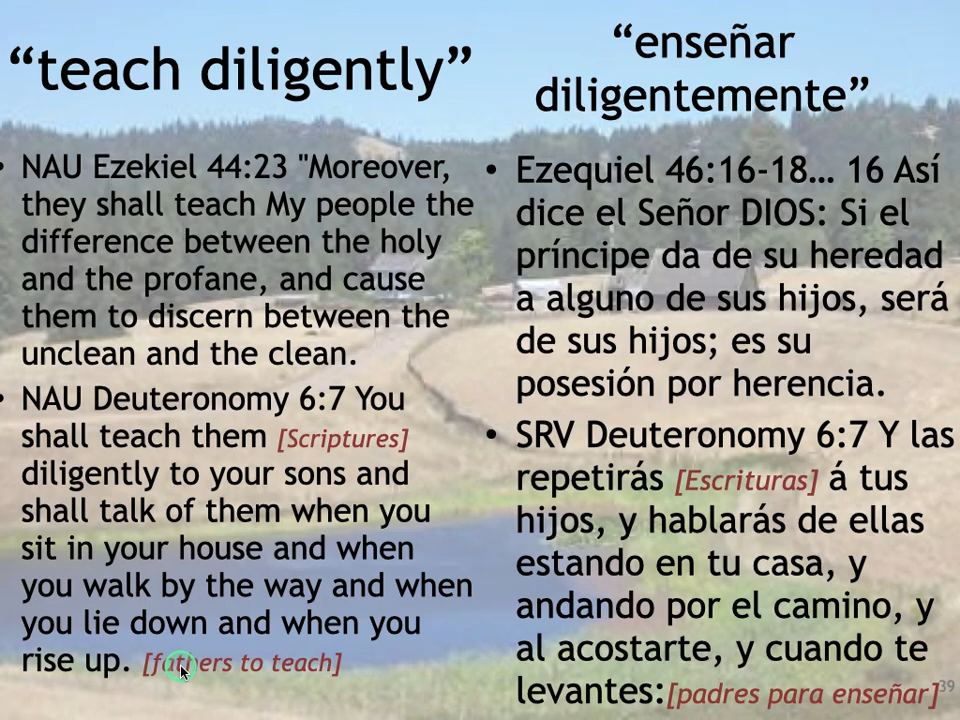 “teach diligently”
• NAU Ezekiel 44:23 "Moreover,
they shall teach My people the
difference between the holy
and the profane, and cause
them to discern between the
unclean and the clean.
• NAU Deuteronomy 6:7 You
shall teach them [Scriptures]
diligently to your sons and
shall talk of them when you
sit in your house and when
you walk by the way and when
you lie down and when you
rise up. [fathers to teach]
“enseñar
diligentemente”
• Ezequiel 46:16-18… 16 Así
dice el Señor DIOS: Si el
príncipe da de su heredad
a alguno de sus hijos, será
de sus hijos; es su
posesión por herencia.
• SRV Deuteronomy 6:7 Y las
repetirás [Escrituras] á tus
hijos, y hablarás de ellas
estando en tu casa, y
andando por el camino, y
al acostarte, y cuando te
levantes:[padres para enseñar]
39